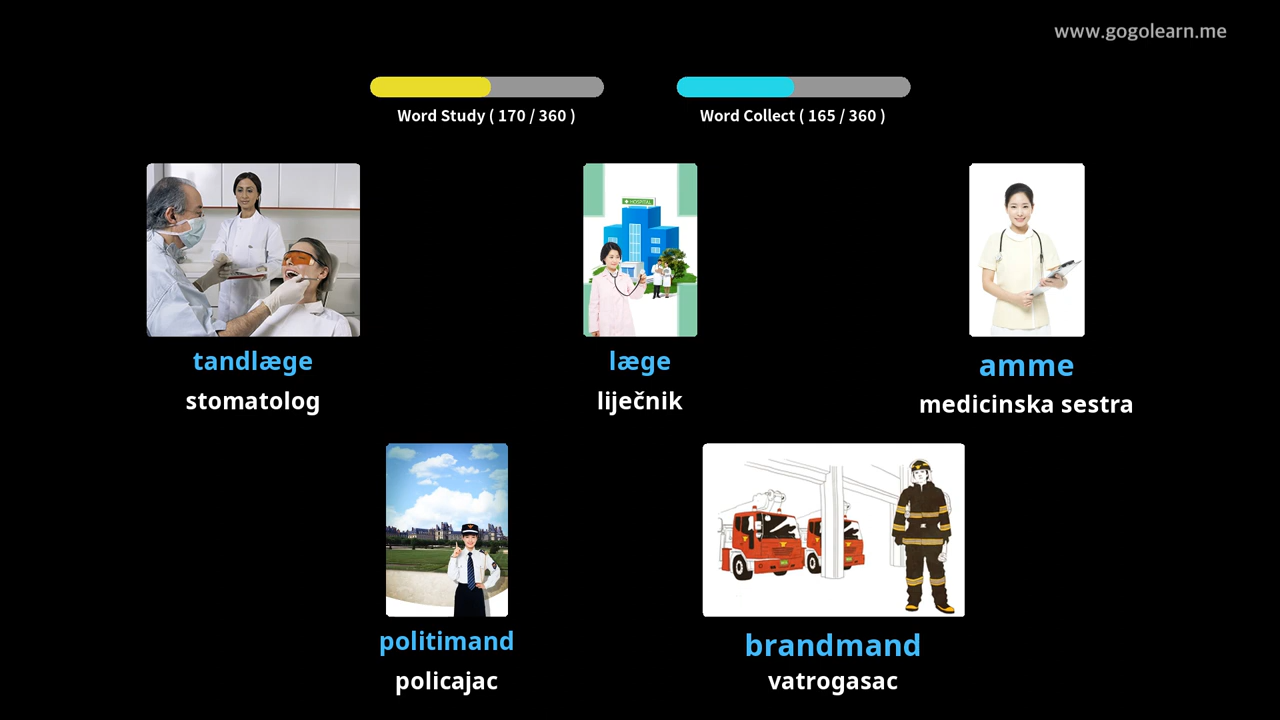 www.gogolearn.me
Word Study ( 170 / 360 )
Word Collect ( 165 / 360 )
HOSPITAL
tandlæge
læge
amme
stomatolog
liječnik
medicinska sestra
politimand
brandmand
policajac
vatrogasac